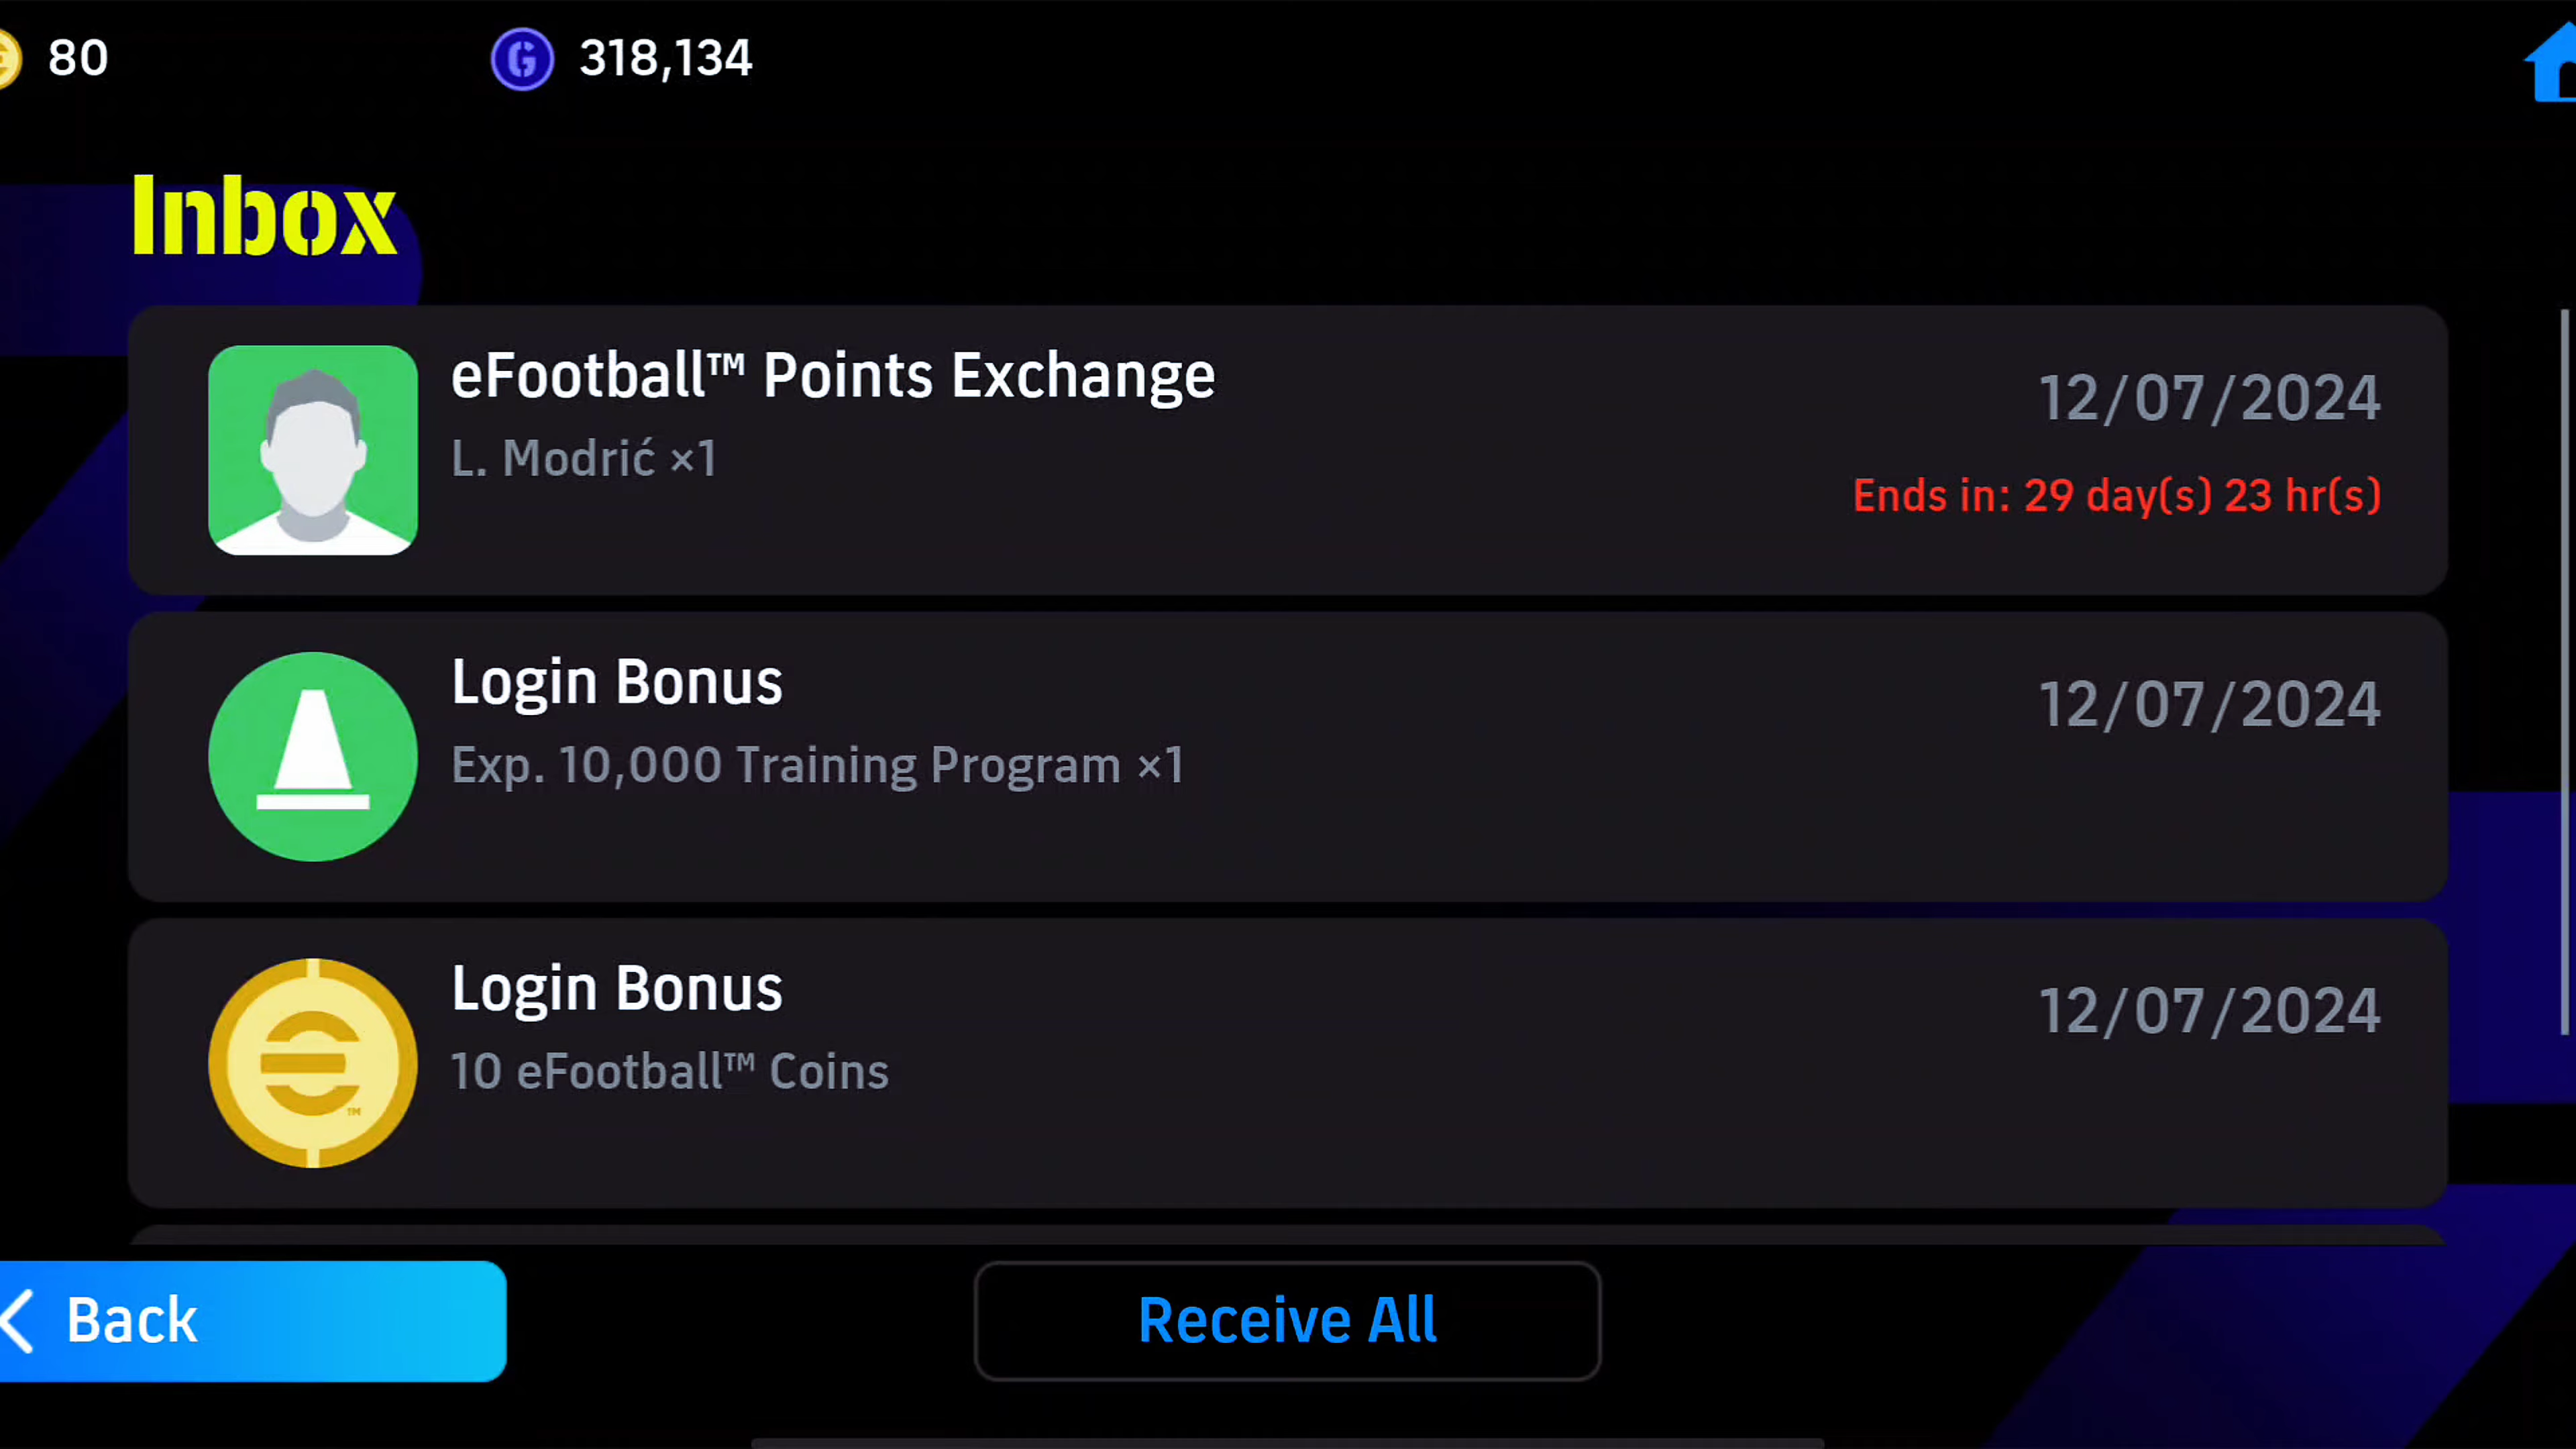 80
318,134
Inbox
eFootball™ Points Exchange
12/07/2024
L. Modrić ×1
Ends in: 29 day(s) 23 hr(s)
Login Bonus
12/07/2024
Exp. 10,000 Training Program ×1
Login Bonus
12/07/2024
10 eFootball™ Coins
Back
Receive All